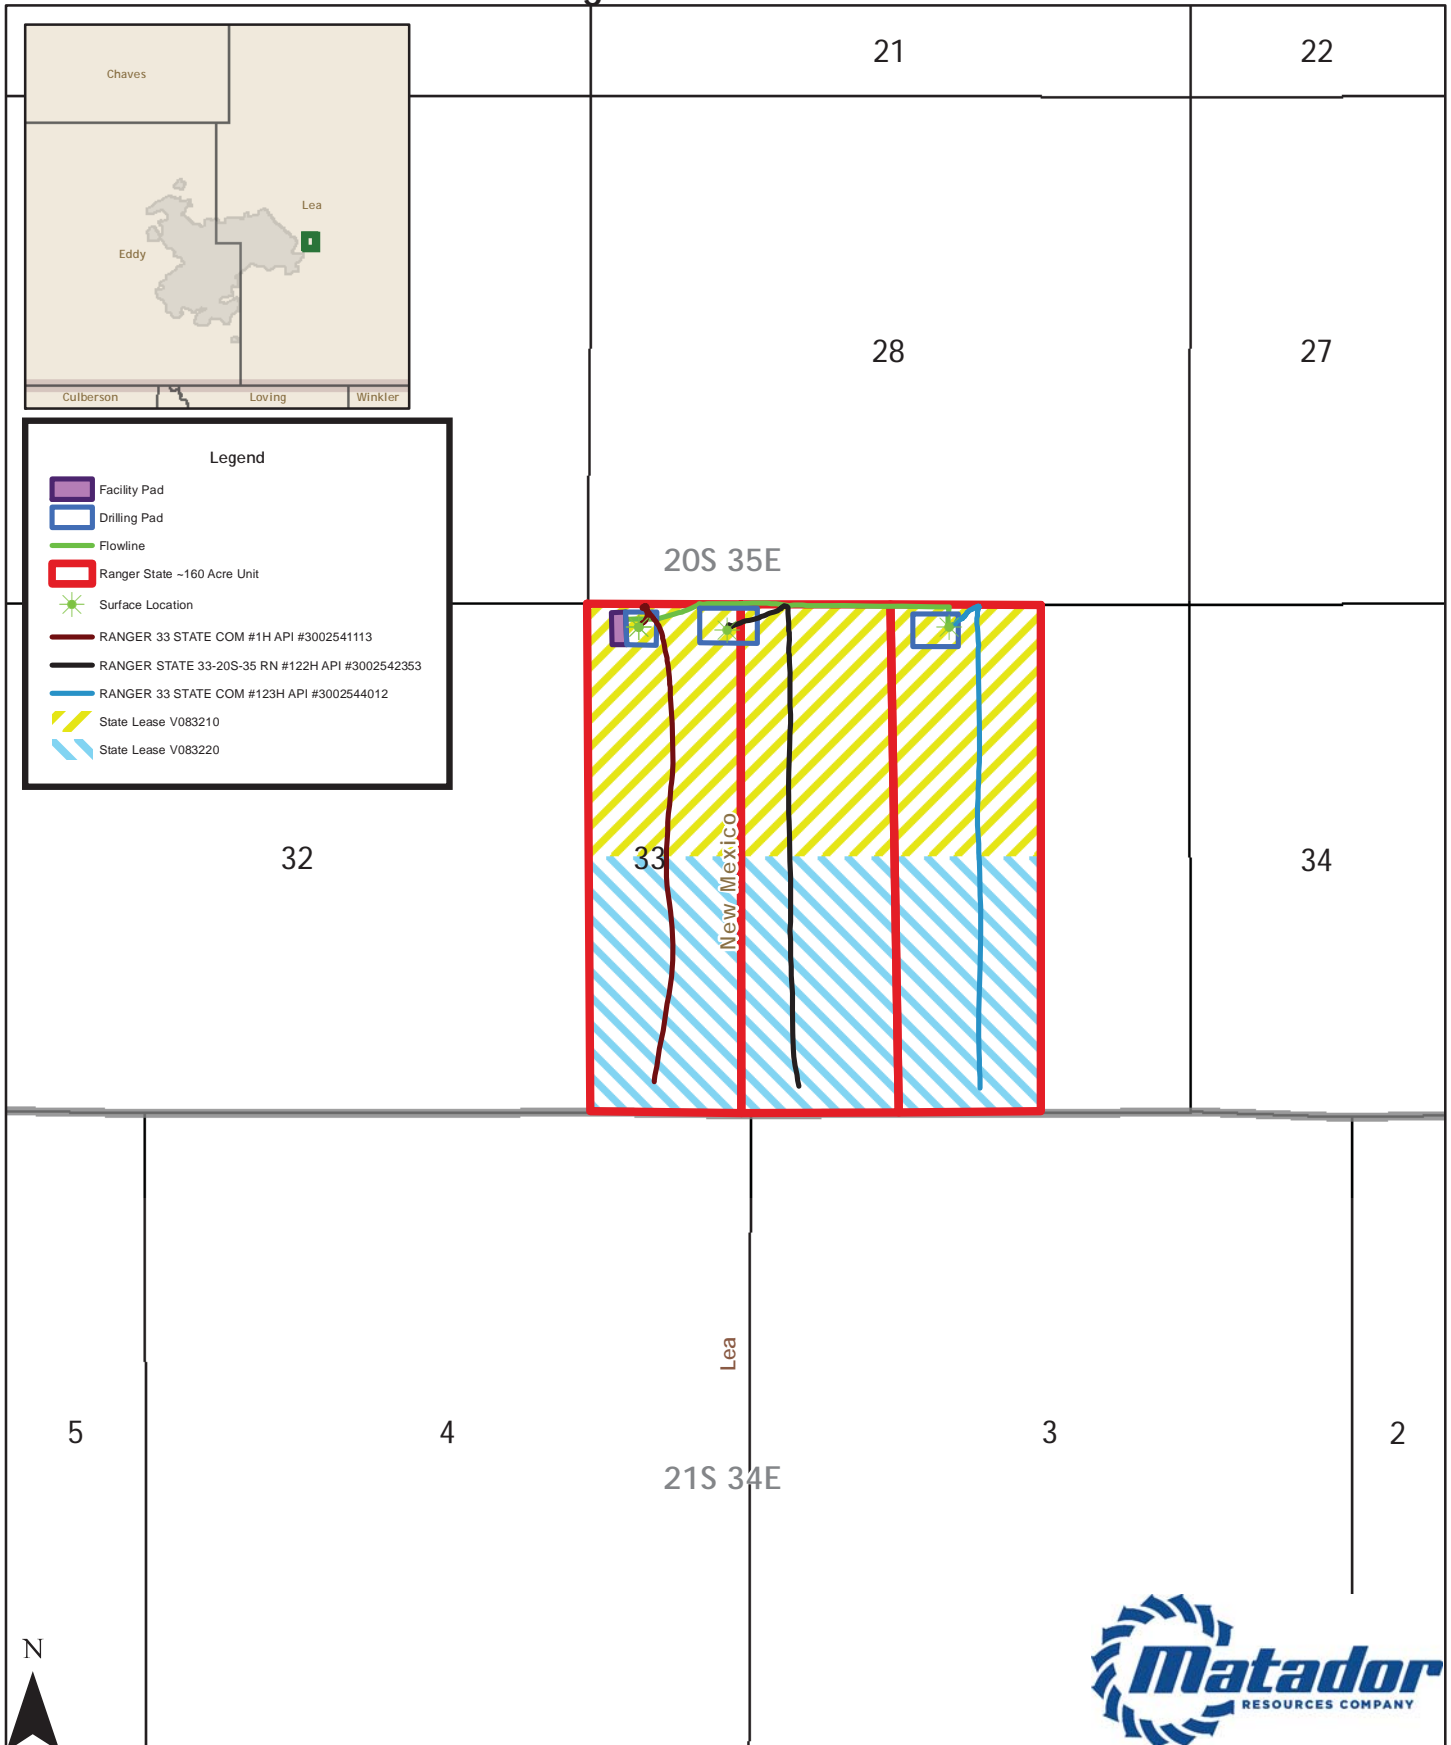 21
22
Chaves
Lea
Eddy
Culberson
Loving
Winkler
28
27
Legend
Facility Pad
Drilling Pad
Flowline
Ranger State ~160 Acre Unit
Surface Location
RANGER 33 STATE COM #1H API #3002541113
RANGER STATE 33-20S-35 RN #122H API #3002542353
RANGER 33 STATE COM #123H API #3002544012
State Lease V083210
State Lease V083220
20S 35E
32
33
New Mexico
34
Lea
5
4
3
2
21S 34E
N
Matador
RESOURCES COMPANY